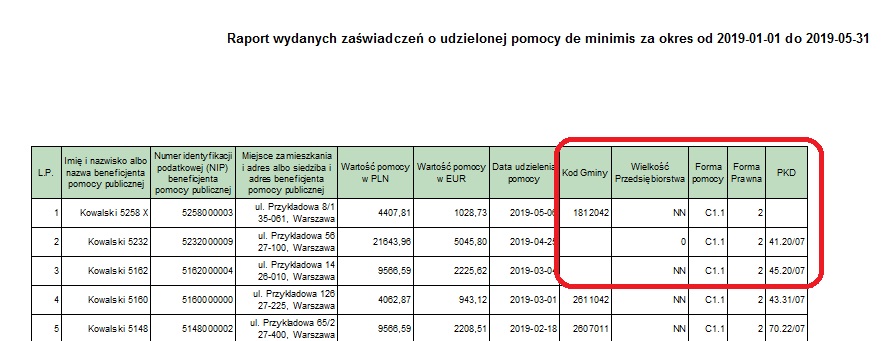 Raport wydanych zaświadczeń o udzielonej pomocy de minimis za okres od 2019-01-01 do 2019-05-31
L.P. Imię i nazwisko albo nazwa beneficjenta pomocy publicznej Numer identyfikacji podatkowej (NIP) beneficjenta pomocy publicznej Miejsce zamieszkania i adres albo siedziba i adres beneficjenta pomocy publicznej Wartość pomocy w PLN Wartość pomocy w EUR Data udzielenia pomocy Kod Gminy Wielkość Przedsiębiorstwa Forma pomocy Forma Prawna PKD
1 Kowalski 5258 X 5258000003 ul. Przykładowa 8/1 35-061, Warszawa 4407,81 1028,73 2019-05-06 1812042 NN C1.1 2
2 Kowalski 5232 5232000009 ul. Przykładowa 56 27-100, Warszawa 21643,96 5045,80 2019-04-25 0 C1.1 2 41.20/07
3 Kowalski 5162 5162000004 ul. Przykładowa 14 26-010, Warszawa 9566,59 2225,62 2019-03-04 NN C1.1 2 45.20/07
4 Kowalski 5160 5160000000 ul. Przykładowa 126 27-225, Warszawa 4062,87 943,12 2019-03-01 2611042 NN C1.1 2 43.31/07
5 Kowalski 5148 5148000002 ul. Przykładowa 65/2 27-400, Warszawa 9566,59 2208,51 2019-02-18 2607011 NN C1.1 2 70.22/07